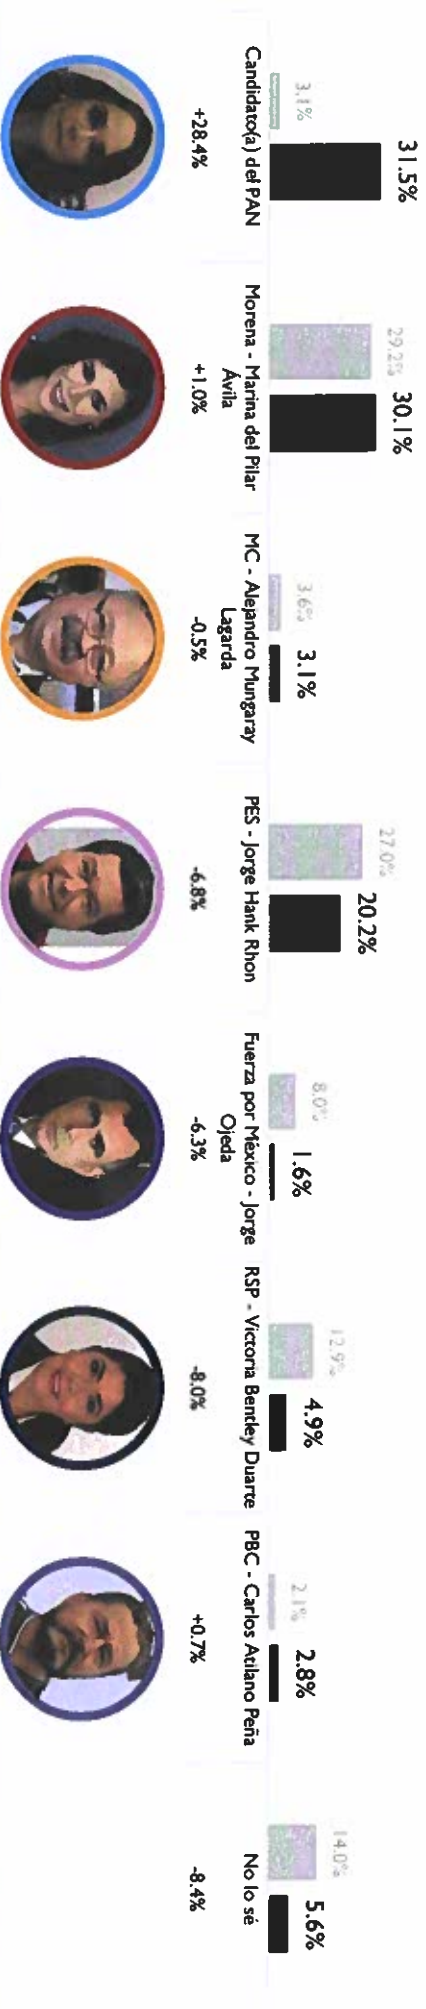 3.1%
31.5%
Candidato(a) del PAN
+28.4%
29.2%
30.1%
Morena - Marina del Pilar
Ávila
+1.0%
3.6%
3.1%
MC - Alejandro Mungaray
Lagarda
-0.5%
27.0%
20.2%
PES - Jorge Hank Rhon
-6.8%
8.0%
1.6%
Fuerza por México - Jorge
Ojeda
-6.3%
12.9%
4.9%
RSP - Victoria Bentley Duarte
-8.0%
2.1%
2.8%
PBC - Carlos Atilano Peña
+0.7%
14.0%
5.6%
No lo sé
-8.4%